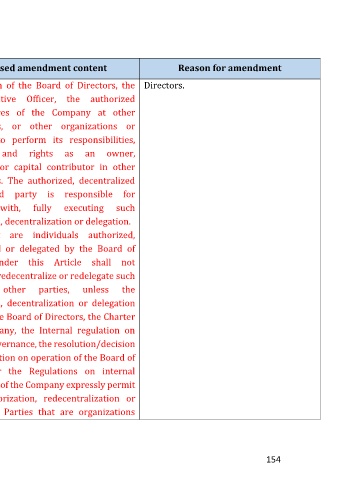 sed amendment content
Reason for amendment
of the Board of Directors, the
Directors.
tive Officer, the authorized
es of the Company at other
, or other organizations or
o perform its responsibilities,
and rights as an owner,
or capital contributor in other
. The authorized, decentralized
d party is responsible for
with, fully executing such
, decentralization or delegation.
are individuals authorized,
l or delegated by the Board of
nder this Article shall not
redecentralize or redelegate such
other parties, unless the
, decentralization or delegation
e Board of Directors, the Charter
any, the Internal regulation on
vernance, the resolution/decision
tion on operation of the Board of
r the Regulations on internal
of the Company expressly permit
orization, redecentralization or
Parties that are organizations
154